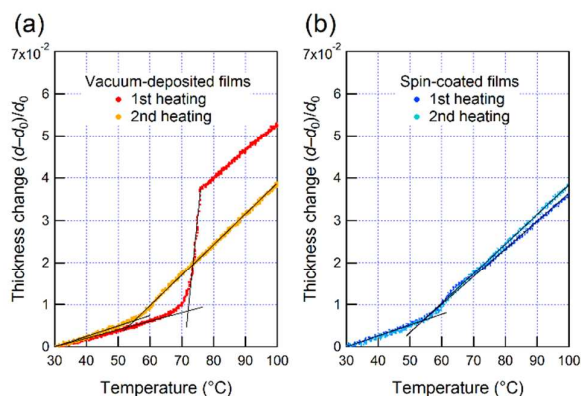 (a)
7x10⁻²
6
5
4
3
2
1
0
Thickness change (d–d₀)/d₀
Vacuum-deposited films
1st heating
2nd heating
30 40 50 60 70 80 90 100
Temperature (°C)
(b)
7x10⁻²
6
5
4
3
2
1
0
Thickness change (d–d₀)/d₀
Spin-coated films
1st heating
2nd heating
30 40 50 60 70 80 90 100
Temperature (°C)